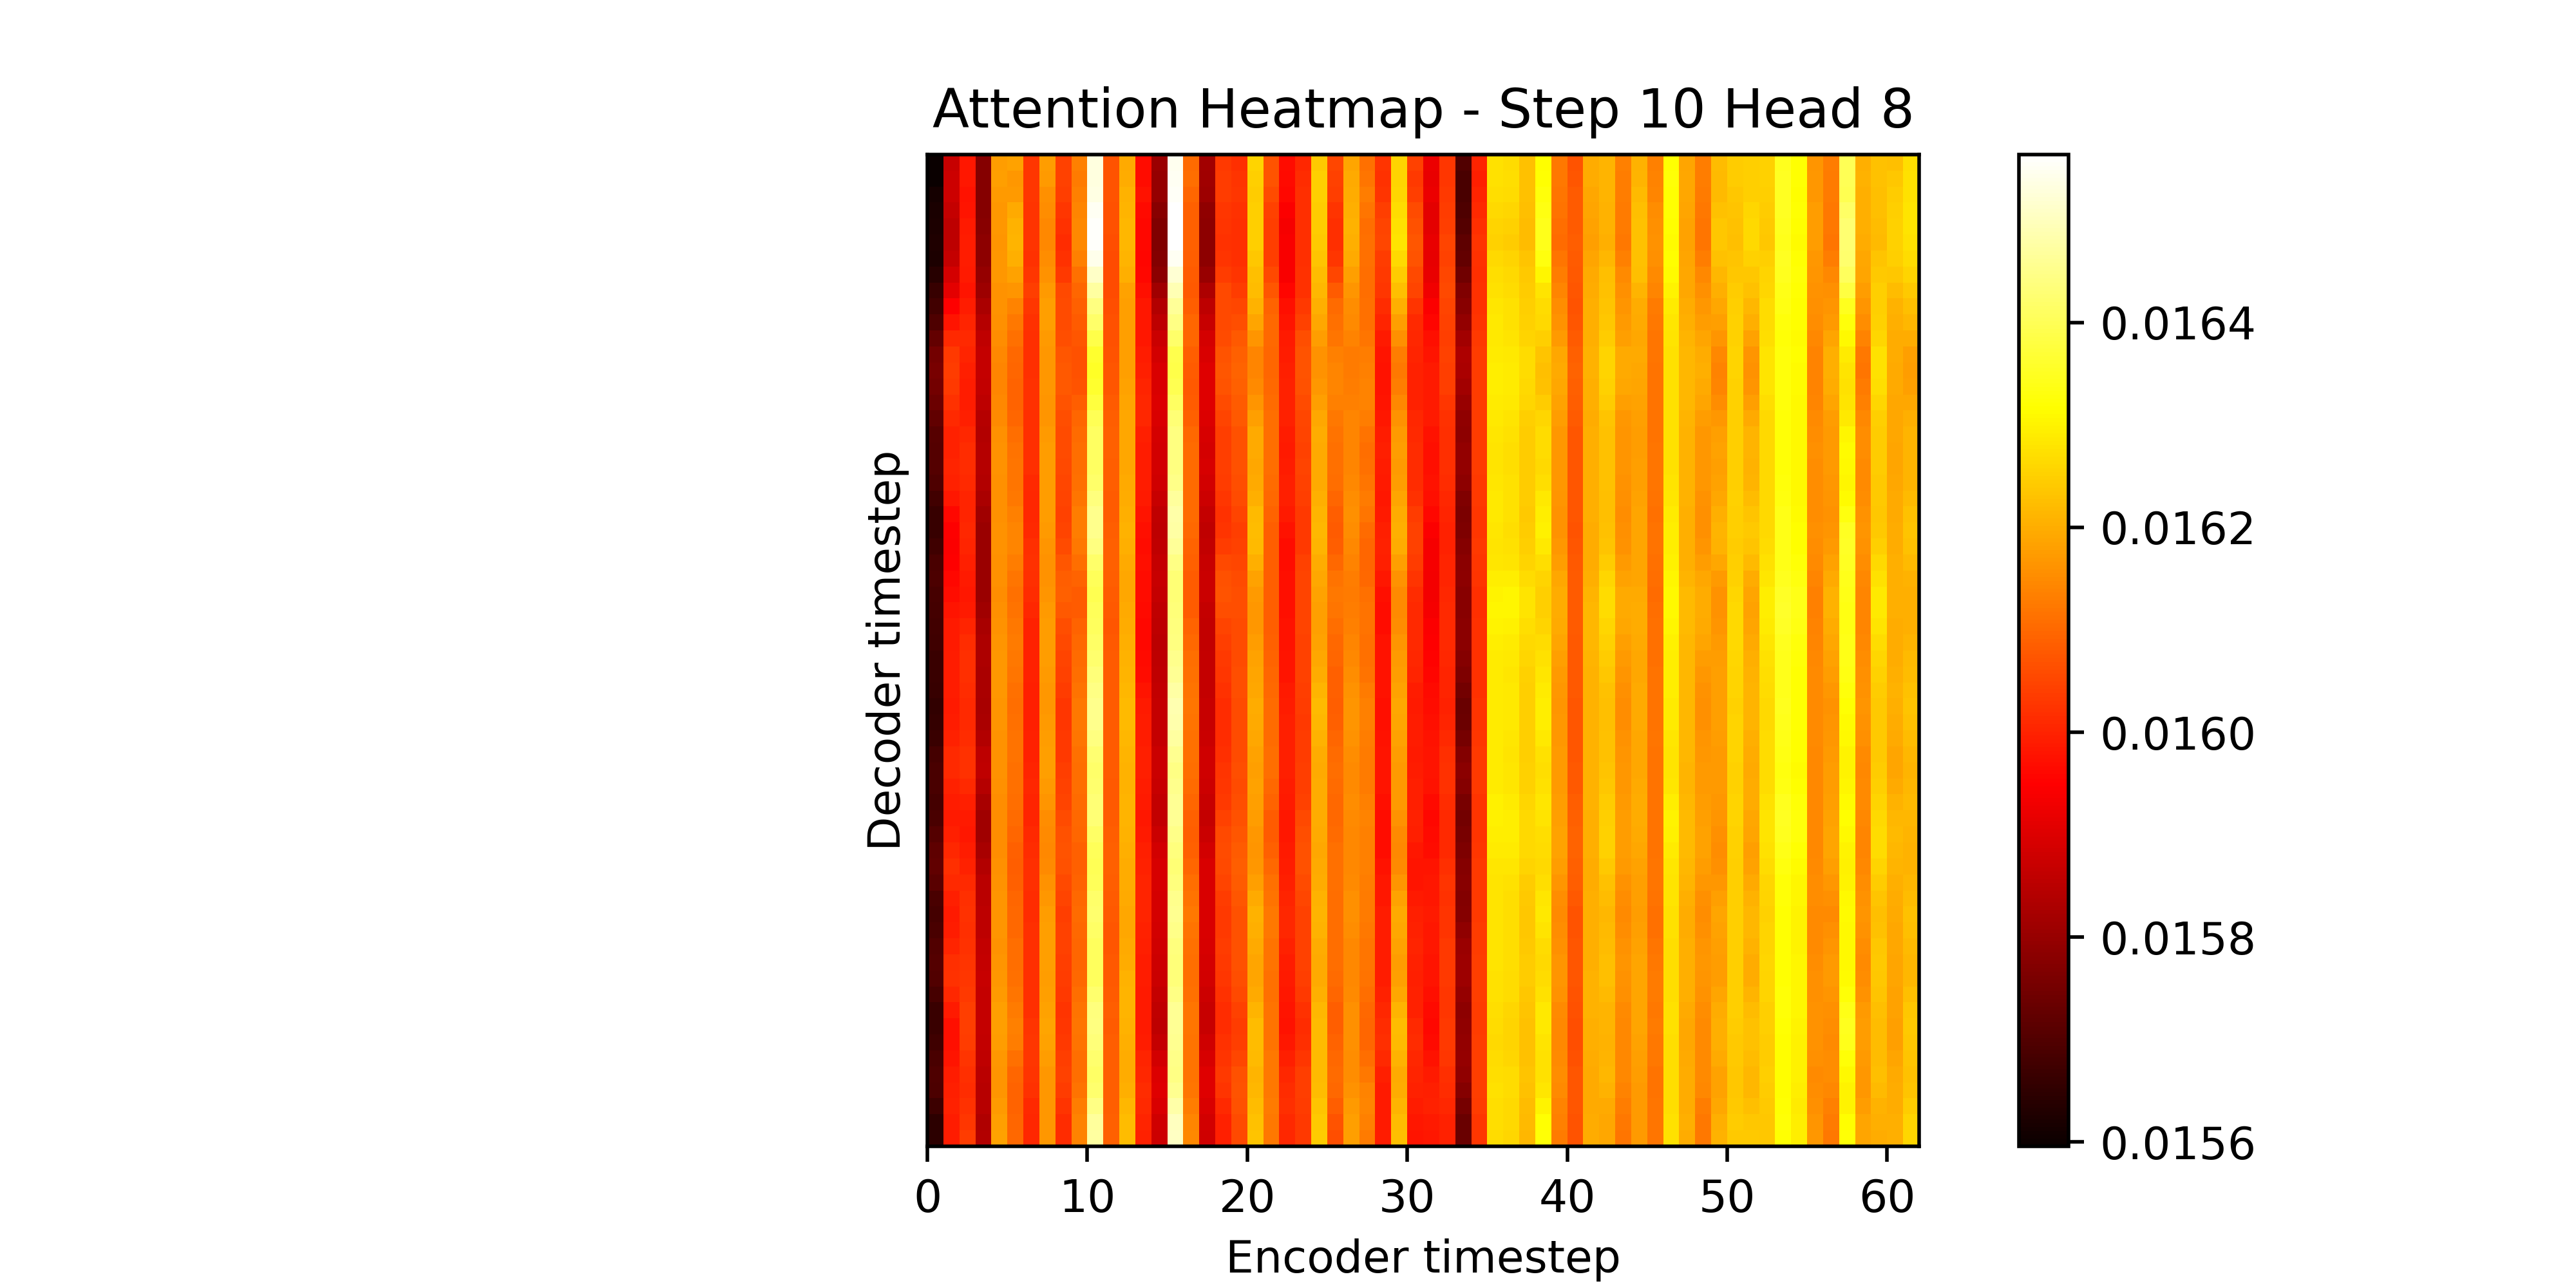 Attention Heatmap - Step 10 Head 8
Decoder timestep
0 10 20 30 40 50 60
Encoder timestep
0.0164
0.0162
0.0160
0.0158
0.0156